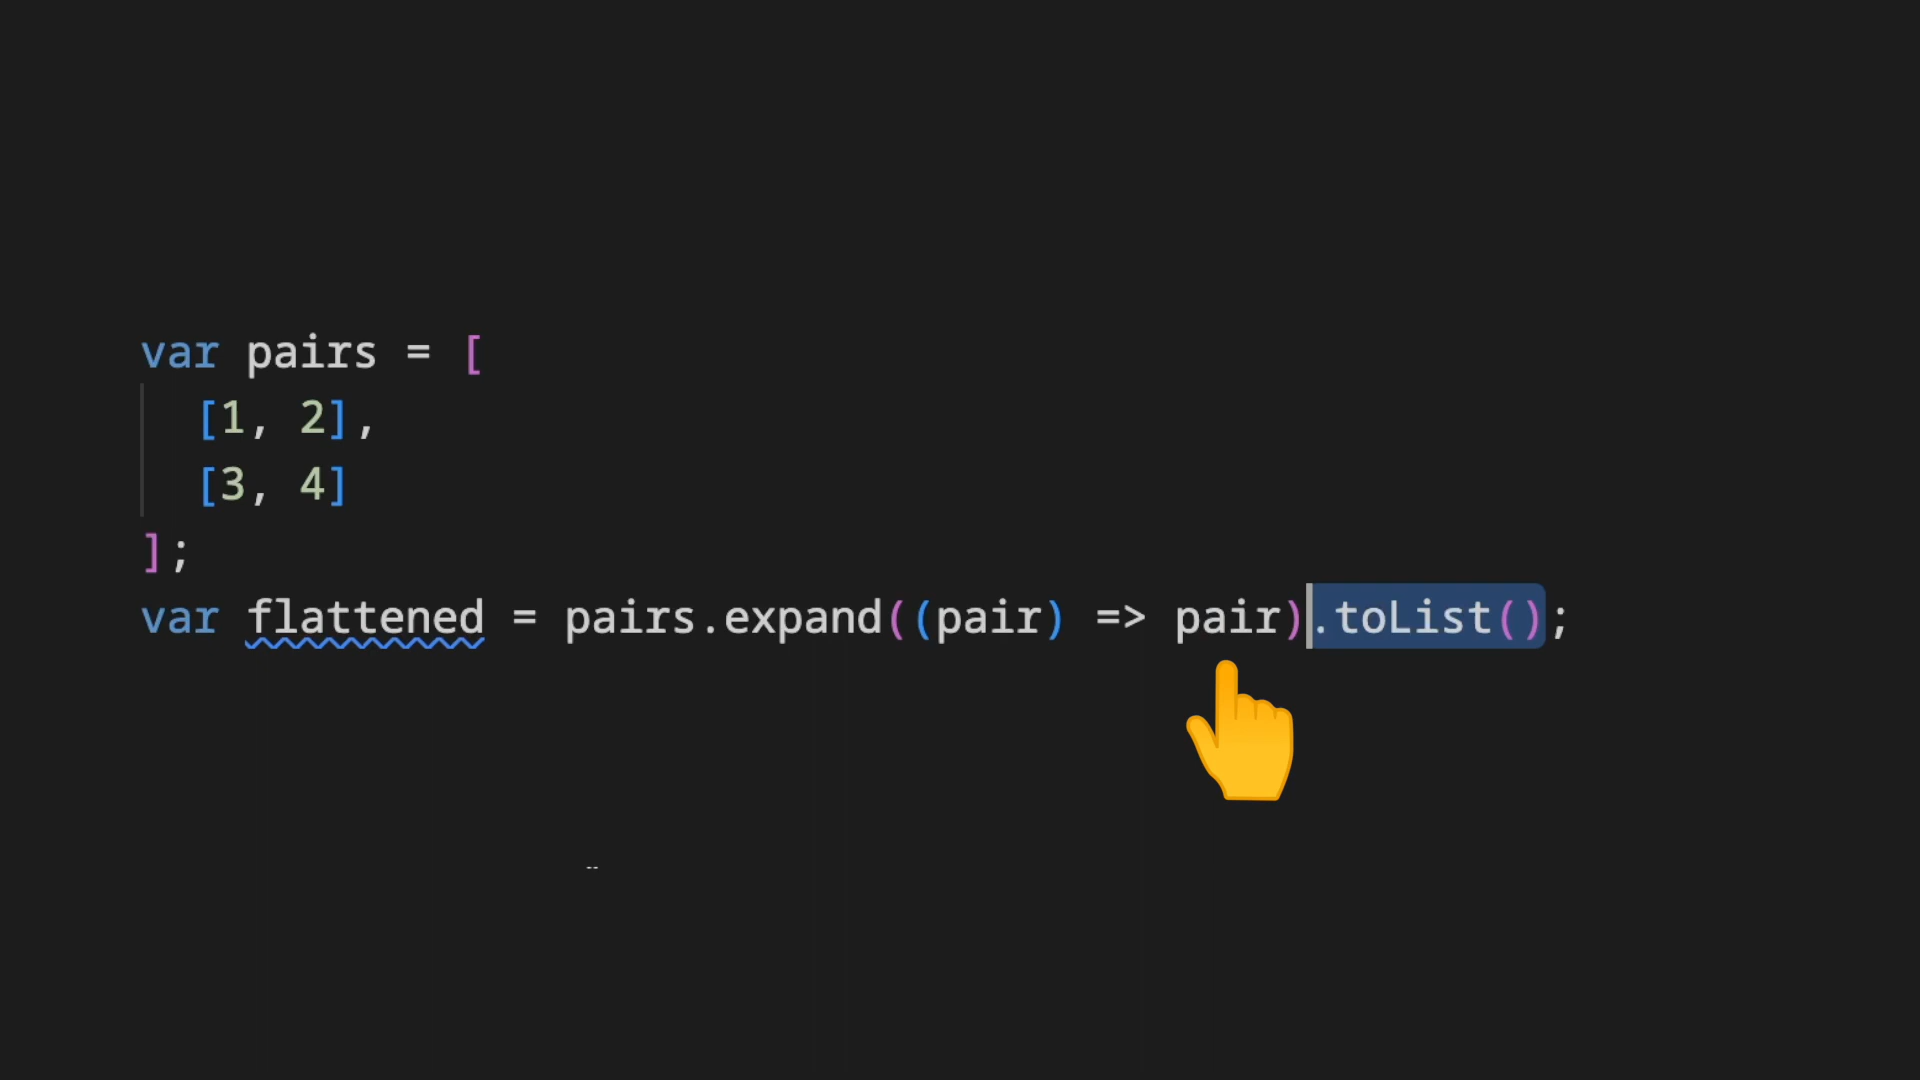 var pairs = [
[1, 2],
[3, 4]
];
var flattened = pairs.expand((pair) => pair).toList();
--